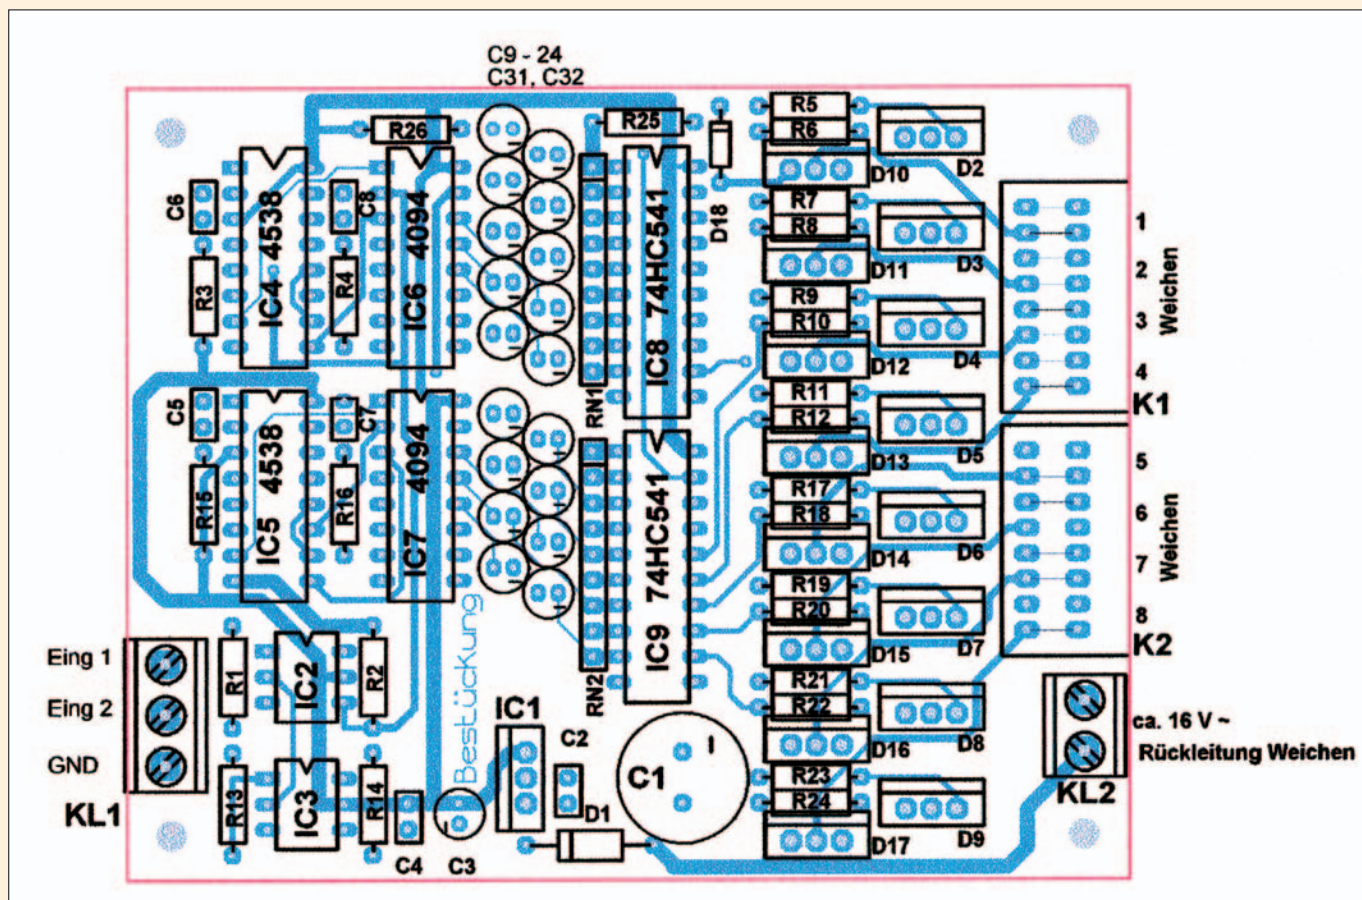 C9 - 24
C31, C32
R26
R25
D18
R5
R6
D2
D10
R7
R8
D3
D11
R9
R10
D4
D12
R11
R12
D5
D13
R17
R18
D6
D14
R19
R20
D7
D15
R21
R22
D8
D16
R23
R24
D9
D17
C6
R3
IC4 4538
C8
R4
IC6 4094
RN1
IC8 74HC541
C5
R15
IC5 4538
C7
R16
IC7 4094
RN2
IC9 74HC541
1
2
3
4
Weichen
K1
5
6
7
8
Weichen
K2
Eing 1
Eing 2
GND
KL1
R1
IC2
R2
R13
IC3
R14
C4
C3
Bestückung
IC1
C2
D1
C1
ca. 16 V ~
Rückleitung Weichen
KL2